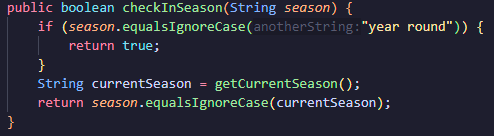 public boolean checkInSeason(String season) {
    if (season.equalsIgnoreCase(anotherString:"year round")) {
        return true;
    }
    String currentSeason = getCurrentSeason();
    return season.equalsIgnoreCase(currentSeason);
}